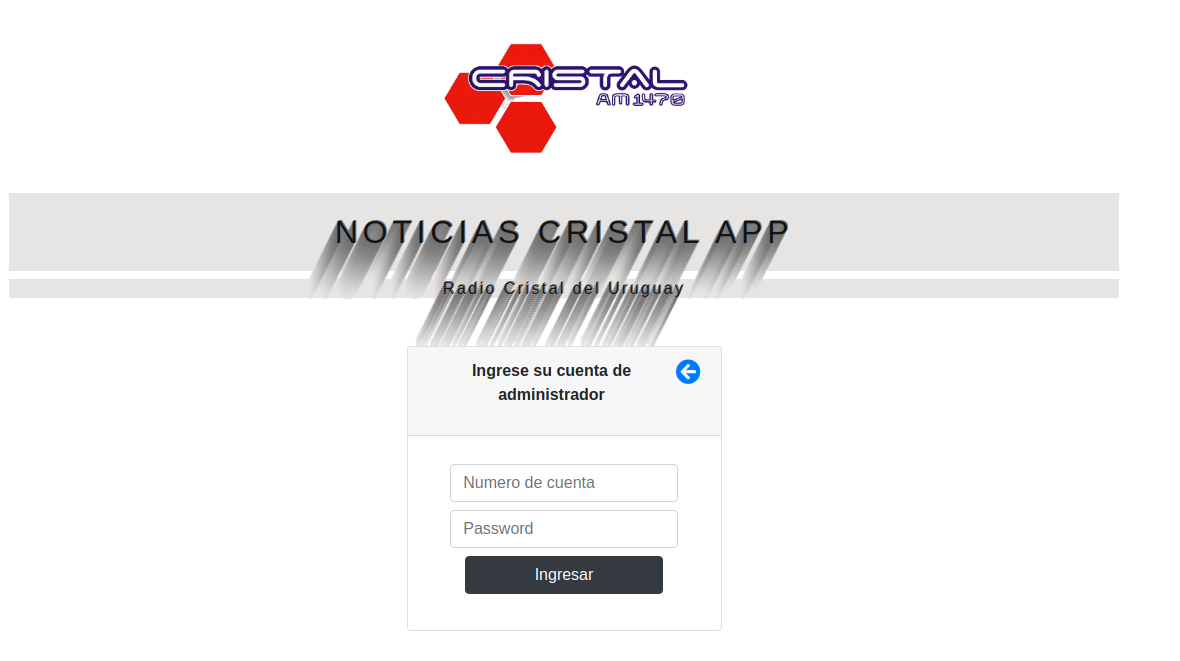 CRISTAL
AM 1470
NOTICIAS CRISTAL APP
Radio Cristal del Uruguay
Ingrese su cuenta de
administrador
Numero de cuenta
Password
Ingresar